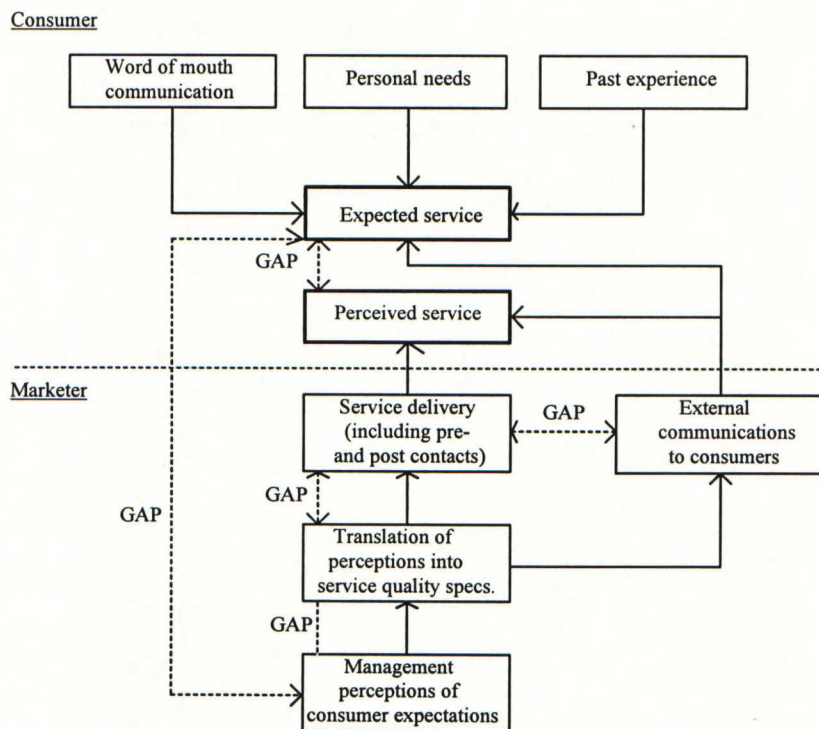 Consumer
Word of mouth
communication
Personal needs
Past experience
Expected service
GAP
Perceived service
Marketer
Service delivery
(including pre-
and post contacts)
GAP
External
communications
to consumers
GAP
GAP
Translation of
perceptions into
service quality specs.
GAP
Management
perceptions of
consumer expectations